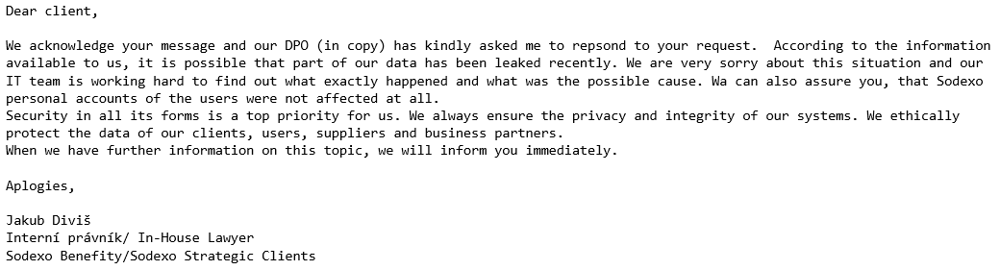 Dear client,
We acknowledge your message and our DPO (in copy) has kindly asked me to repsond to your request.  According to the information
available to us, it is possible that part of our data has been leaked recently. We are very sorry about this situation and our
IT team is working hard to find out what exactly happened and what was the possible cause. Wa can also assure you, that Sodexo
personal accounts of the users were not affected at all.
Security in all its forms is a top priority for us. We always ensure the privacy and integrity of our systems. We ethically
protect the data of our clients, users, suppliers and business partners.
When we have further information on this topic, we will inform you immediately.
Aplogies,
Jakub Diviš
Interní právník/ In-House Lawyer
Sodexo Benefity/Sodexo Strategic Clients